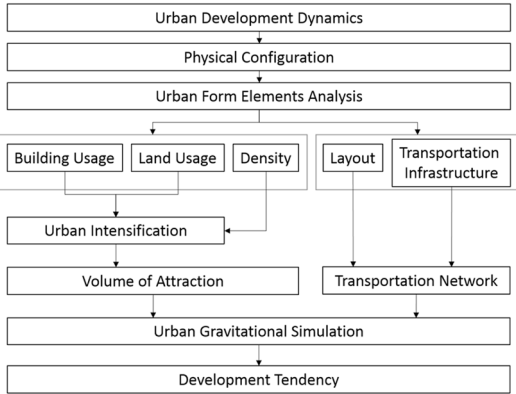 Urban Development Dynamics
Physical Configuration
Urban Form Elements Analysis
Building Usage
Land Usage
Density
Layout
Transportation
Infrastructure
Urban Intensification
Volume of Attraction
Transportation Network
Urban Gravitational Simulation
Development Tendency